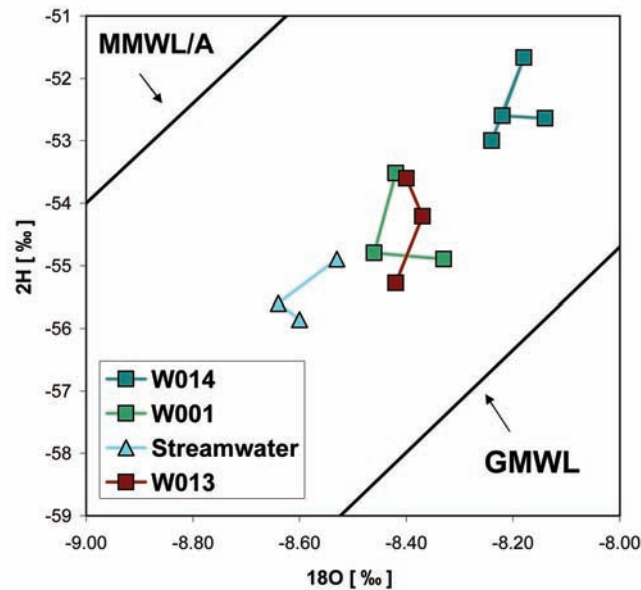 -51
MMWL/A
-52
-53
-54
-55
-56
-57
-58
-59
2H [ ‰ ]
W014
W001
Streamwater
W013
GMWL
-9.00 -8.80 -8.60 -8.40 -8.20 -8.00
18O [ ‰ ]